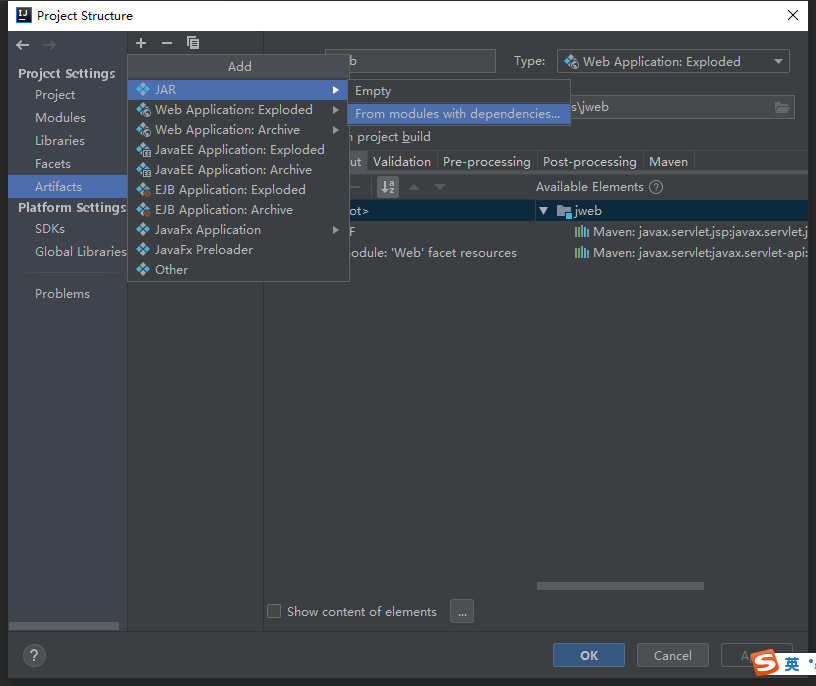 Project Structure
Project Settings
Project
Modules
Libraries
Facets
Artifacts
Platform Settings
SDKs
Global Libraries
Problems
Add
JAR
Web Application: Exploded
Web Application: Archive
JavaEE Application: Exploded
JavaEE Application: Archive
EJB Application: Exploded
EJB Application: Archive
JavaFx Application
JavaFx Preloader
Other
Empty
From modules with dependencies...
b
Type: Web Application: Exploded
s\jweb
project build
ut Validation Pre-processing Post-processing Maven
Available Elements ?
ot>
F
odule: 'Web' facet resources
jweb
Maven: javax.servlet.jsp:javax.servlet.j
Maven: javax.servlet:javax.servlet-api:
Show content of elements ...
? OK Cancel
S 英